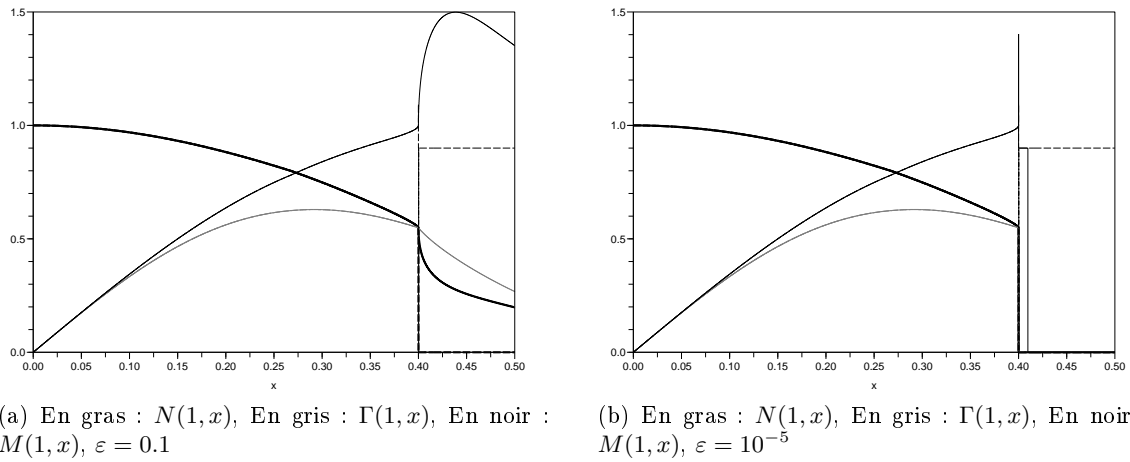 1.5
1.0
0.5
0.0
0.00 0.05 0.10 0.15 0.20 0.25 0.30 0.35 0.40 0.45 0.50
x
(a) En gras : N(1, x), En gris : Γ(1, x), En noir :
M(1, x), ε = 0.1
1.5
1.0
0.5
0.0
0.00 0.05 0.10 0.15 0.20 0.25 0.30 0.35 0.40 0.45 0.50
x
(b) En gras : N(1, x), En gris : Γ(1, x), En noir
M(1, x), ε = 10⁻⁵